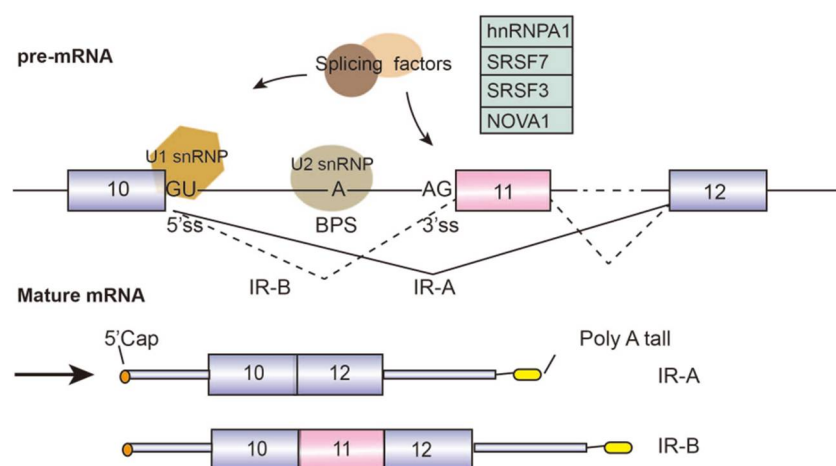 hnRNPA1
SRSF7
SRSF3
NOVA1
Splicing factors
pre-mRNA
U1 snRNP
U2 snRNP
10
GU
A
AG
11
12
5'ss
BPS
3'ss
IR-B
IR-A
Mature mRNA
5'Cap
Poly A tall
10
12
IR-A
10
11
12
IR-B